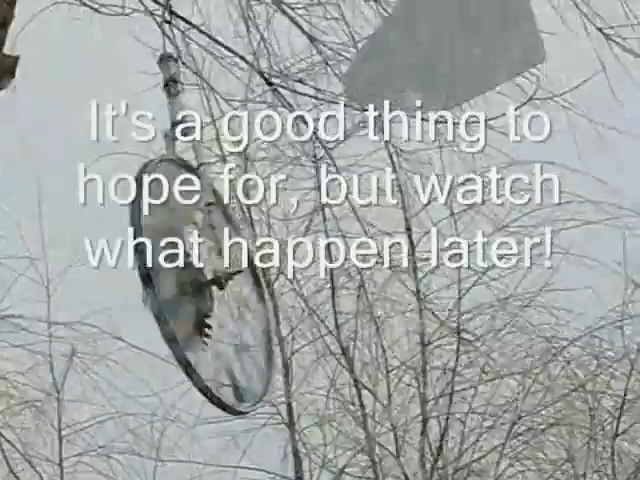 It's a good thing to
hope for, but watch
what happen later!